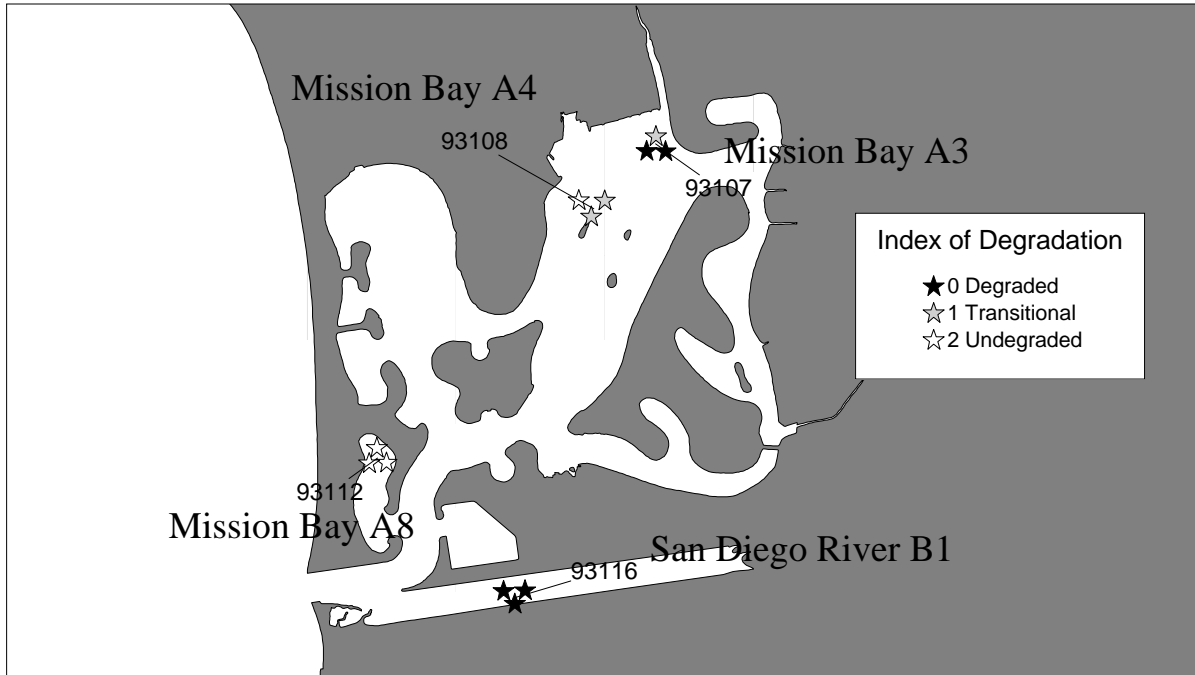 Mission Bay A4
93108
Mission Bay A3
93107
Index of Degradation
0 Degraded
1 Transitional
2 Undegraded
93112
Mission Bay A8
San Diego River B1
93116